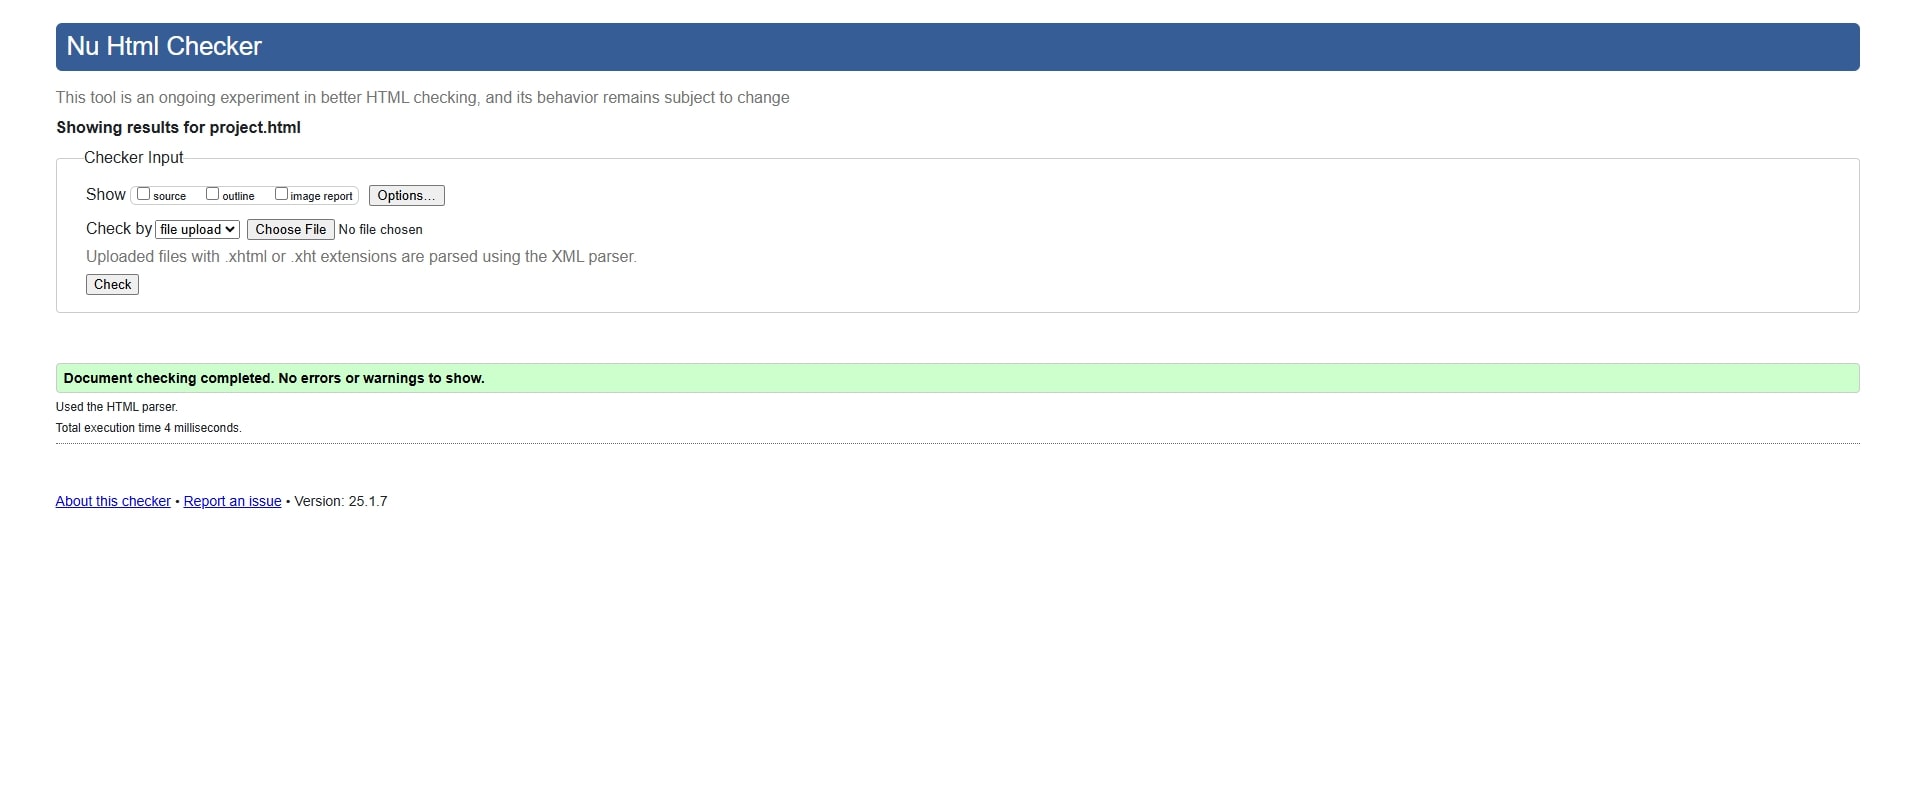 Nu Html Checker
This tool is an ongoing experiment in better HTML checking, and its behavior remains subject to change
Showing results for project.html
Checker Input
Show source outline image report Options...
Check by file upload Choose File No file chosen
Uploaded files with .xhtml or .xht extensions are parsed using the XML parser.
Check
Document checking completed. No errors or warnings to show.
Used the HTML parser.
Total execution time 4 milliseconds.
About this checker • Report an issue • Version: 25.1.7